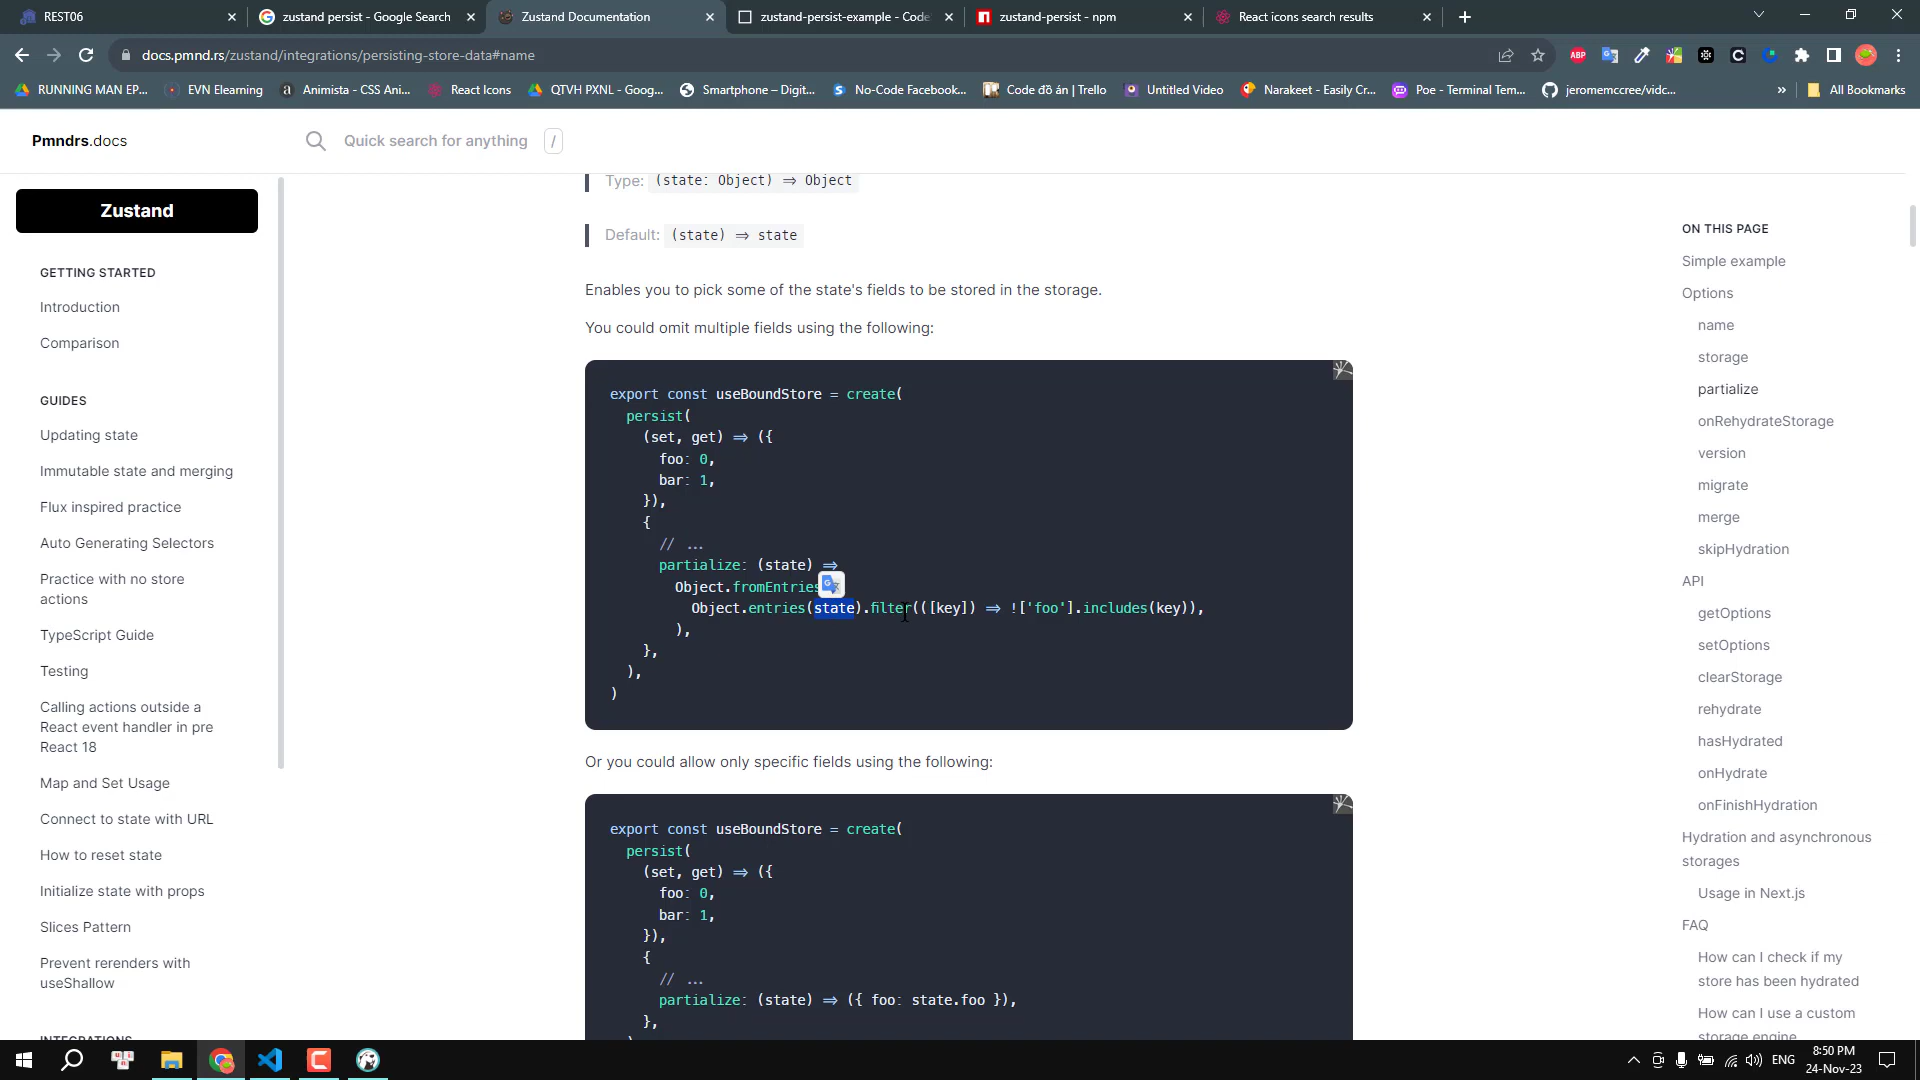 REST06
zustand persist - Google Search
Zustand Documentation
zustand-persist-example - Code
zustand-persist - npm
React icons search results
docs.pmnd.rs/zustand/integrations/persisting-store-data#name
RUNNING MAN EP...
EVN Elearning
Animista - CSS Ani...
React Icons
QTVH PXNL - Goog...
Smartphone – Digit...
No-Code Facebook...
Code đồ án | Trello
Untitled Video
Narakeet - Easily Cr...
Poe - Terminal Tem...
jeromemccree/vidc...
»
All Bookmarks
Pmndrs.docs
Quick search for anything
/
Zustand
GETTING STARTED
Introduction
Comparison
GUIDES
Updating state
Immutable state and merging
Flux inspired practice
Auto Generating Selectors
Practice with no store
actions
TypeScript Guide
Testing
Calling actions outside a
React event handler in pre
React 18
Map and Set Usage
Connect to state with URL
How to reset state
Initialize state with props
Slices Pattern
Prevent rerenders with
useShallow
INTEGRATIONS
Type: (state: Object) ⇒ Object
Default: (state) ⇒ state
Enables you to pick some of the state's fields to be stored in the storage.
You could omit multiple fields using the following:
export const useBoundStore = create(
persist(
(set, get) ⇒ ({
foo: 0,
bar: 1,
}),
{
// ...
partialize: (state) ⇒
Object.fromEntries
Object.entries(state).filter(([key]) ⇒ !['foo'].includes(key)),
),
},
),
)
Or you could allow only specific fields using the following:
export const useBoundStore = create(
persist(
(set, get) ⇒ ({
foo: 0,
bar: 1,
}),
{
// ...
partialize: (state) ⇒ ({ foo: state.foo }),
},
ON THIS PAGE
Simple example
Options
name
storage
partialize
onRehydrateStorage
version
migrate
merge
skipHydration
API
getOptions
setOptions
clearStorage
rehydrate
hasHydrated
onHydrate
onFinishHydration
Hydration and asynchronous
storages
Usage in Next.js
FAQ
How can I check if my
store has been hydrated
How can I use a custom
storage engine
ENG
8:50 PM
24-Nov-23